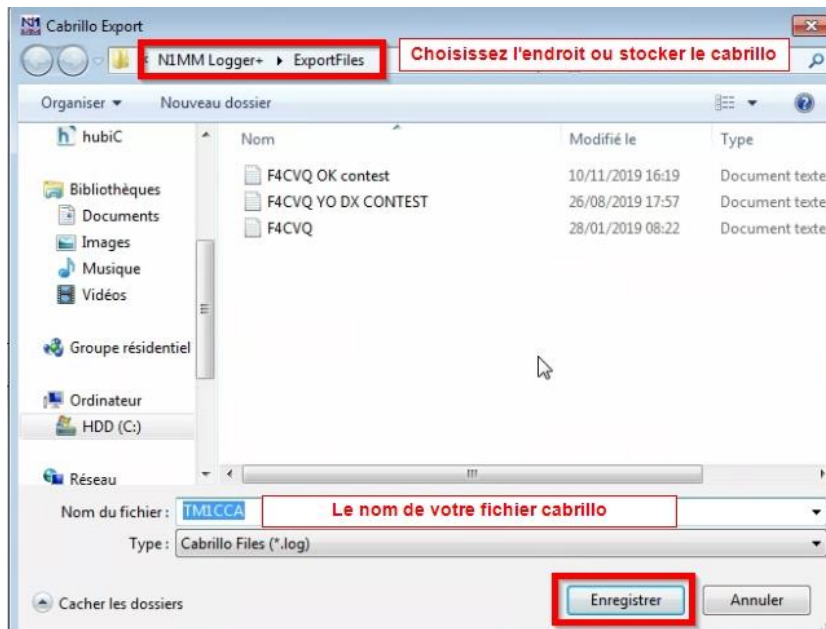 Cabrillo Export
N1MM Logger+ ExportFiles
Choisissez l'endroit ou stocker le cabrillo
Organiser Nouveau dossier
hubiC
Nom Modifié le Type
F4CVQ OK contest 10/11/2019 16:19 Document texte
Bibliothèques
F4CVQ YO DX CONTEST 26/08/2019 17:57 Document texte
Documents
F4CVQ 28/01/2019 08:22 Document texte
Images
Musique
Vidéos
Groupe résidentiel
Ordinateur
HDD (C:)
Réseau
Nom du fichier : TM1CCA
Le nom de votre fichier cabrillo
Type : Cabrillo Files (*.log)
Cacher les dossiers
Enregistrer Annuler